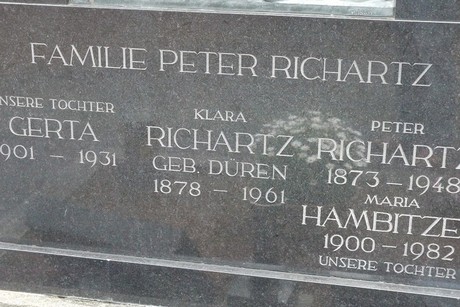 FAMILIE PETER RICHARTZ
NSERE TOCHTER
GERTA
901 – 1931
KLARA
RICHARTZ
GEB. DÜREN
1878 – 1961
PETER
RICHARTZ
1873 – 1948
MARIA
HAMBITZE
1900 – 1982
UNSERE TOCHTER